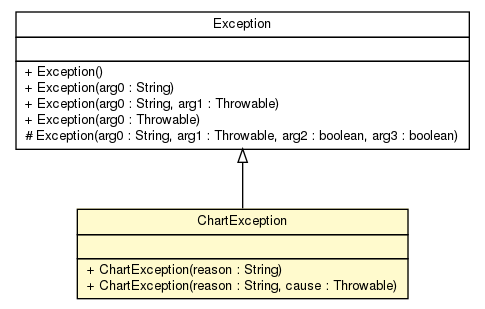 Exception
+ Exception()
+ Exception(arg0 : String)
+ Exception(arg0 : String, arg1 : Throwable)
+ Exception(arg0 : Throwable)
# Exception(arg0 : String, arg1 : Throwable, arg2 : boolean, arg3 : boolean)
ChartException
+ ChartException(reason : String)
+ ChartException(reason : String, cause : Throwable)